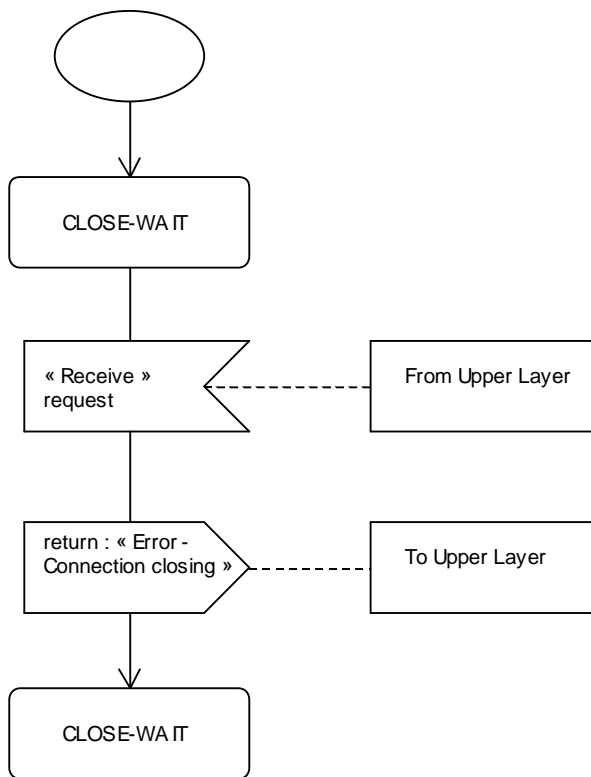 CLOSE-WAIT
« Receive »
request
From Upper Layer
return : « Error -
Connection closing »
To Upper Layer
CLOSE-WAIT